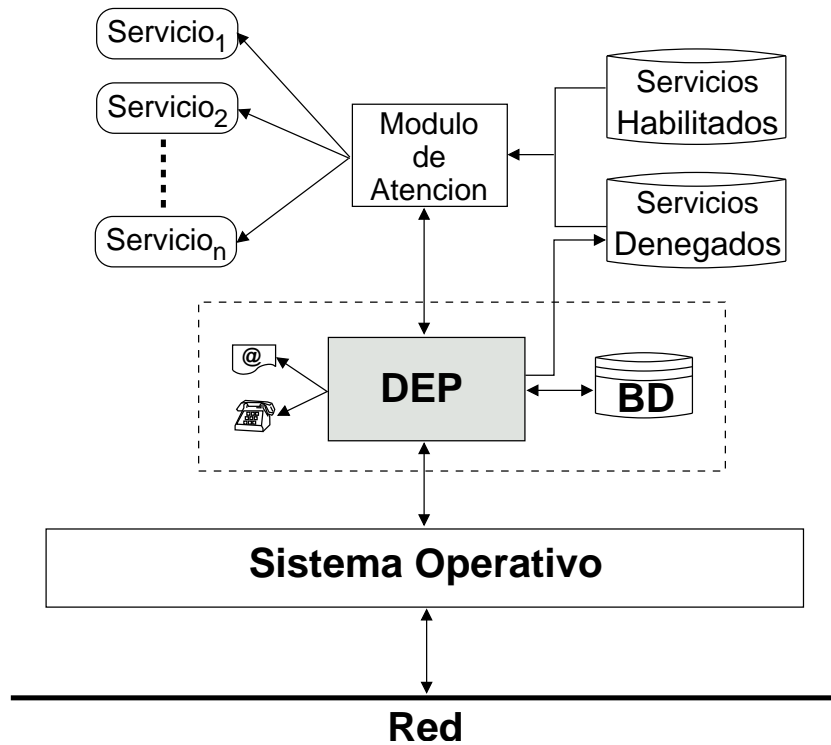 Servicio1
Servicio2
Servicion
Modulo
de
Atencion
Servicios
Habilitados
Servicios
Denegados
@
DEP
BD
Sistema Operativo
Red